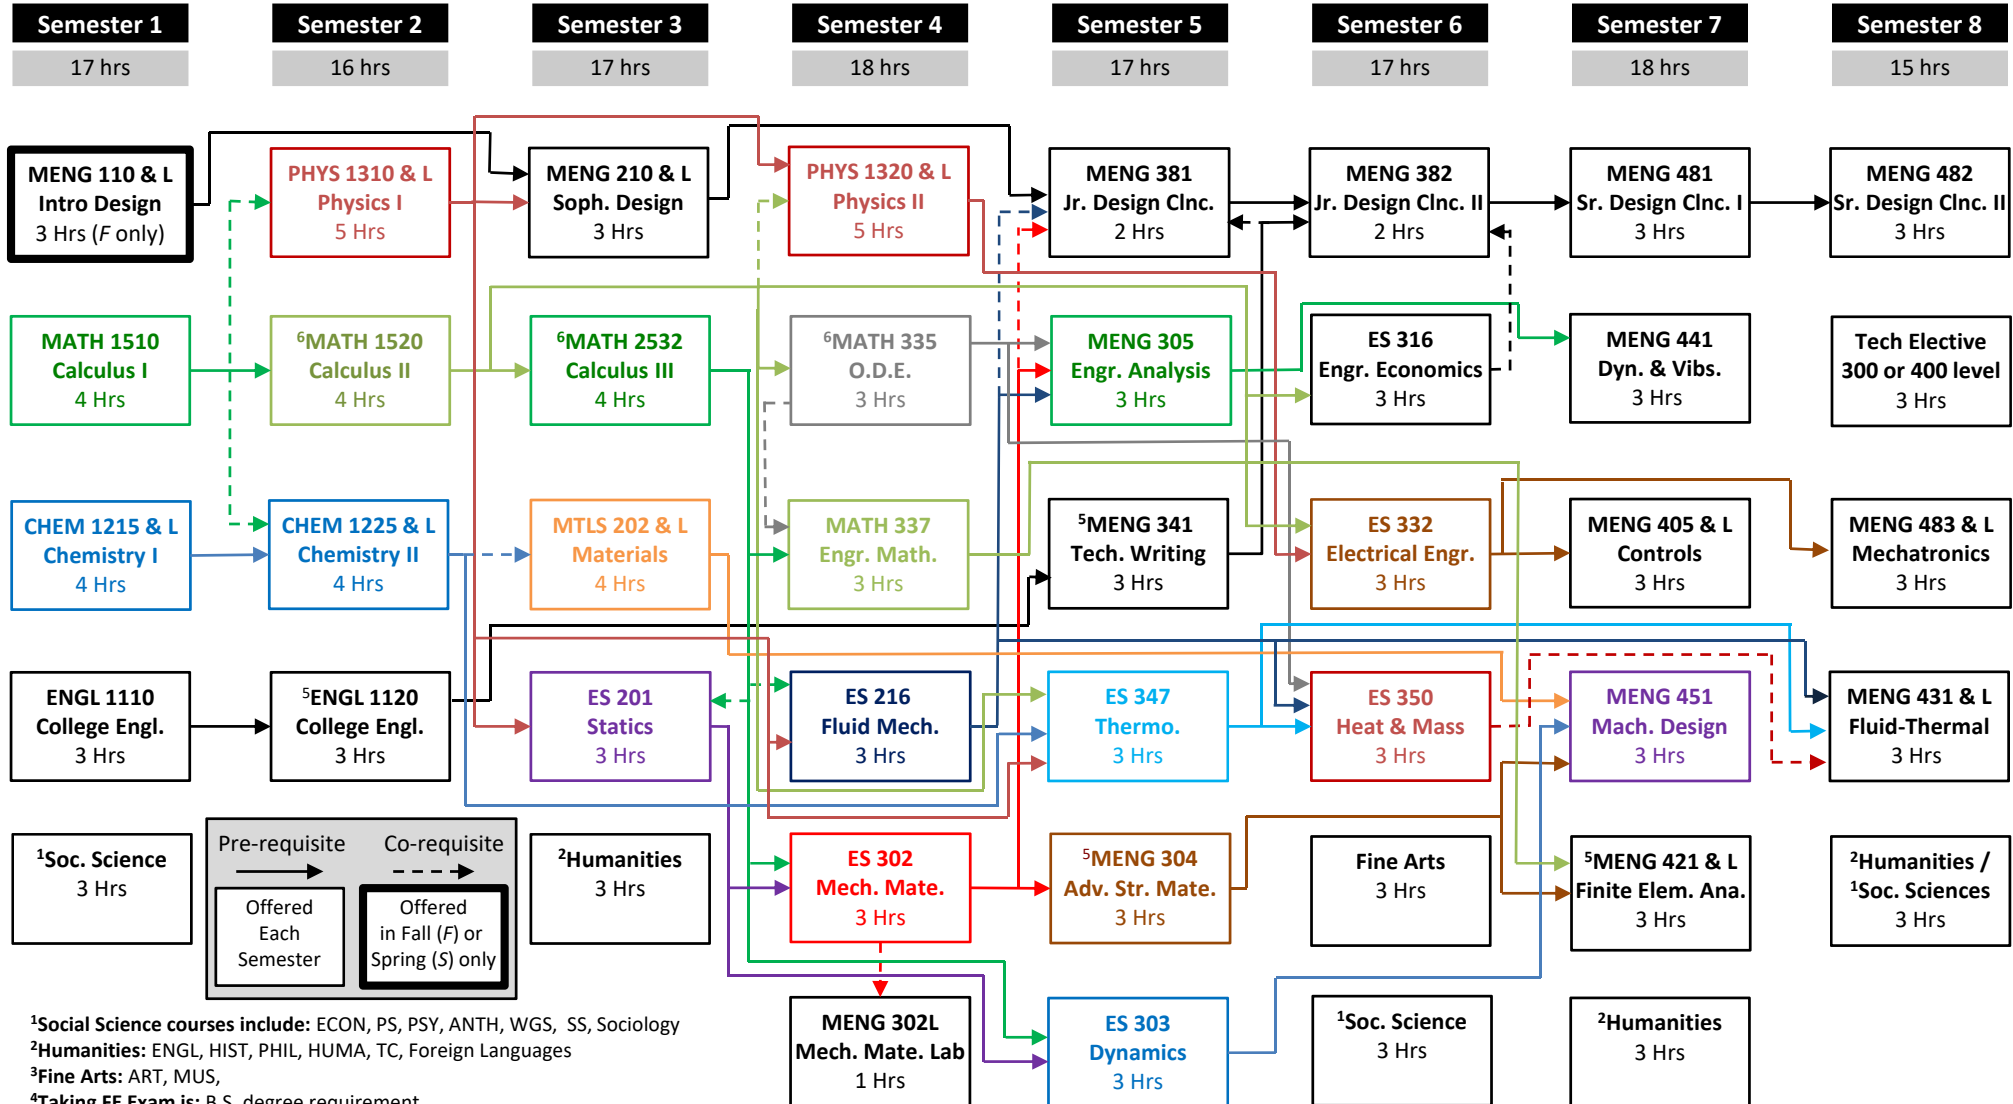 Semester 1
Semester 2
Semester 3
Semester 4
Semester 5
Semester 6
Semester 7
Semester 8
17 hrs
16 hrs
17 hrs
18 hrs
17 hrs
17 hrs
18 hrs
15 hrs
MENG 110 & L
Intro Design
3 Hrs (F only)
PHYS 1310 & L
Physics I
5 Hrs
MENG 210 & L
Soph. Design
3 Hrs
PHYS 1320 & L
Physics II
5 Hrs
MENG 381
Jr. Design Clnc.
2 Hrs
MENG 382
Jr. Design Clnc. II
2 Hrs
MENG 481
Sr. Design Clnc. I
3 Hrs
MENG 482
Sr. Design Clnc. II
3 Hrs
MATH 1510
Calculus I
4 Hrs
⁶MATH 1520
Calculus II
4 Hrs
⁶MATH 2532
Calculus III
4 Hrs
⁶MATH 335
O.D.E.
3 Hrs
MENG 305
Engr. Analysis
3 Hrs
ES 316
Engr. Economics
3 Hrs
MENG 441
Dyn. & Vibs.
3 Hrs
Tech Elective
300 or 400 level
3 Hrs
CHEM 1215 & L
Chemistry I
4 Hrs
CHEM 1225 & L
Chemistry II
4 Hrs
MTLS 202 & L
Materials
4 Hrs
MATH 337
Engr. Math.
3 Hrs
⁵MENG 341
Tech. Writing
3 Hrs
ES 332
Electrical Engr.
3 Hrs
MENG 405 & L
Controls
3 Hrs
MENG 483 & L
Mechatronics
3 Hrs
ENGL 1110
College Engl.
3 Hrs
⁵ENGL 1120
College Engl.
3 Hrs
ES 201
Statics
3 Hrs
ES 216
Fluid Mech.
3 Hrs
ES 347
Thermo.
3 Hrs
ES 350
Heat & Mass
3 Hrs
MENG 451
Mach. Design
3 Hrs
MENG 431 & L
Fluid-Thermal
3 Hrs
¹Soc. Science
3 Hrs
Pre-requisite
Co-requisite
Offered
Each
Semester
Offered
in Fall (F) or
Spring (S) only
²Humanities
3 Hrs
ES 302
Mech. Mate.
3 Hrs
⁵MENG 304
Adv. Str. Mate.
3 Hrs
Fine Arts
3 Hrs
⁵MENG 421 & L
Finite Elem. Ana.
3 Hrs
²Humanities /
¹Soc. Sciences
3 Hrs
MENG 302L
Mech. Mate. Lab
1 Hrs
ES 303
Dynamics
3 Hrs
¹Soc. Science
3 Hrs
²Humanities
3 Hrs
¹Social Science courses include: ECON, PS, PSY, ANTH, WGS, SS, Sociology
²Humanities: ENGL, HIST, PHIL, HUMA, TC, Foreign Languages
³Fine Arts: ART, MUS,
⁴Taking FE Exam is: B.S. degree requirement